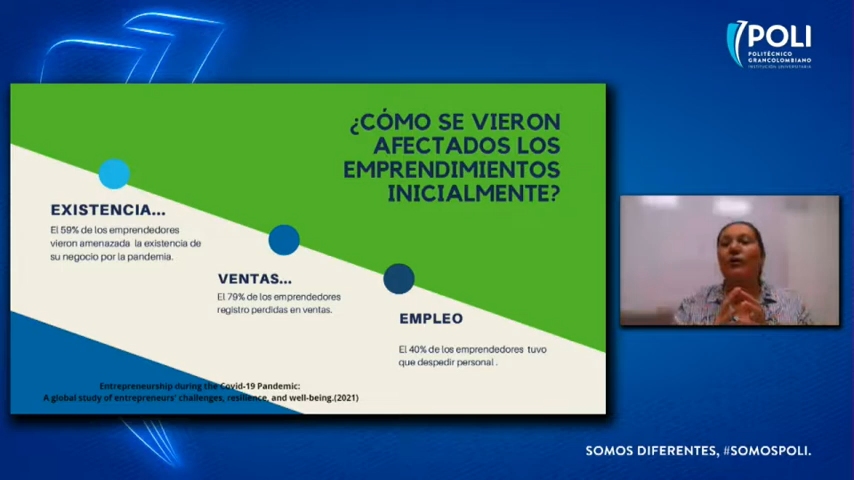 POLI
POLITÉCNICO
GRANCOLOMBIANO
INSTITUCIÓN UNIVERSITARIA
¿CÓMO SE VIERON
AFECTADOS LOS
EMPRENDIMIENTOS
INICIALMENTE?
EXISTENCIA...
El 59% de los emprendedores
vieron amenazada la existencia de
su negocio por la pandemia.
VENTAS...
El 79% de los emprendedores
registro perdidas en ventas.
EMPLEO
El 40% de los emprendedores tuvo
que despedir personal .
Entrepreneurship during the Covid-19 Pandemic:
A global study of entrepreneurs' challenges, resilience, and well-being.(2021)
SOMOS DIFERENTES, #SOMOSPOLI.